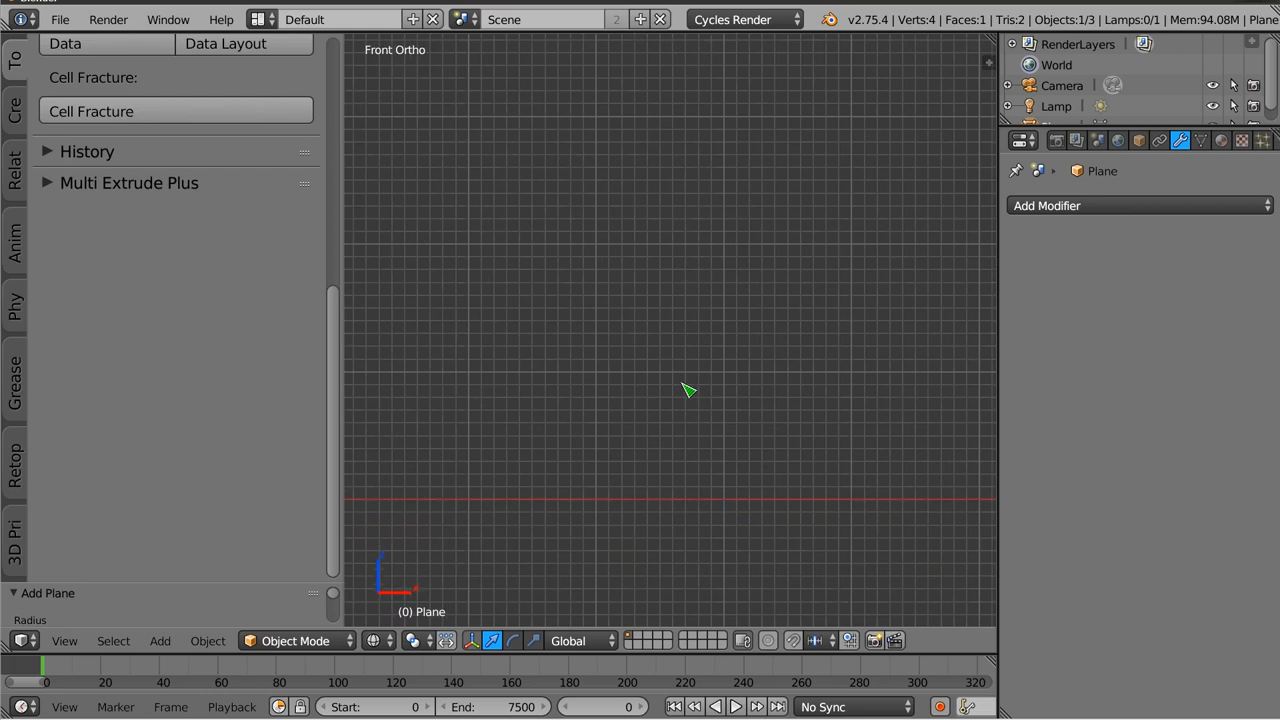 File Render Window Help Default Scene 2 Cycles Render v2.75.4 | Verts:4 | Faces:1 | Tris:2 | Objects:1/3 | Lamps:0/1 | Mem:94.08M | Plane
Data Data Layout
Cell Fracture:
Cell Fracture
History
Multi Extrude Plus
To
Cre
Relat
Anim
Phy
Grease
Retop
3D Pri
Add Plane
Radius
Front Ortho
(0) Plane
RenderLayers
World
Camera
Lamp
Plane
Add Modifier
View Select Add Object Object Mode Global
0 20 40 60 80 100 120 140 160 180 200 220 240 260 280 300 320
View Marker Frame Playback Start: 0 End: 7500 0 No Sync